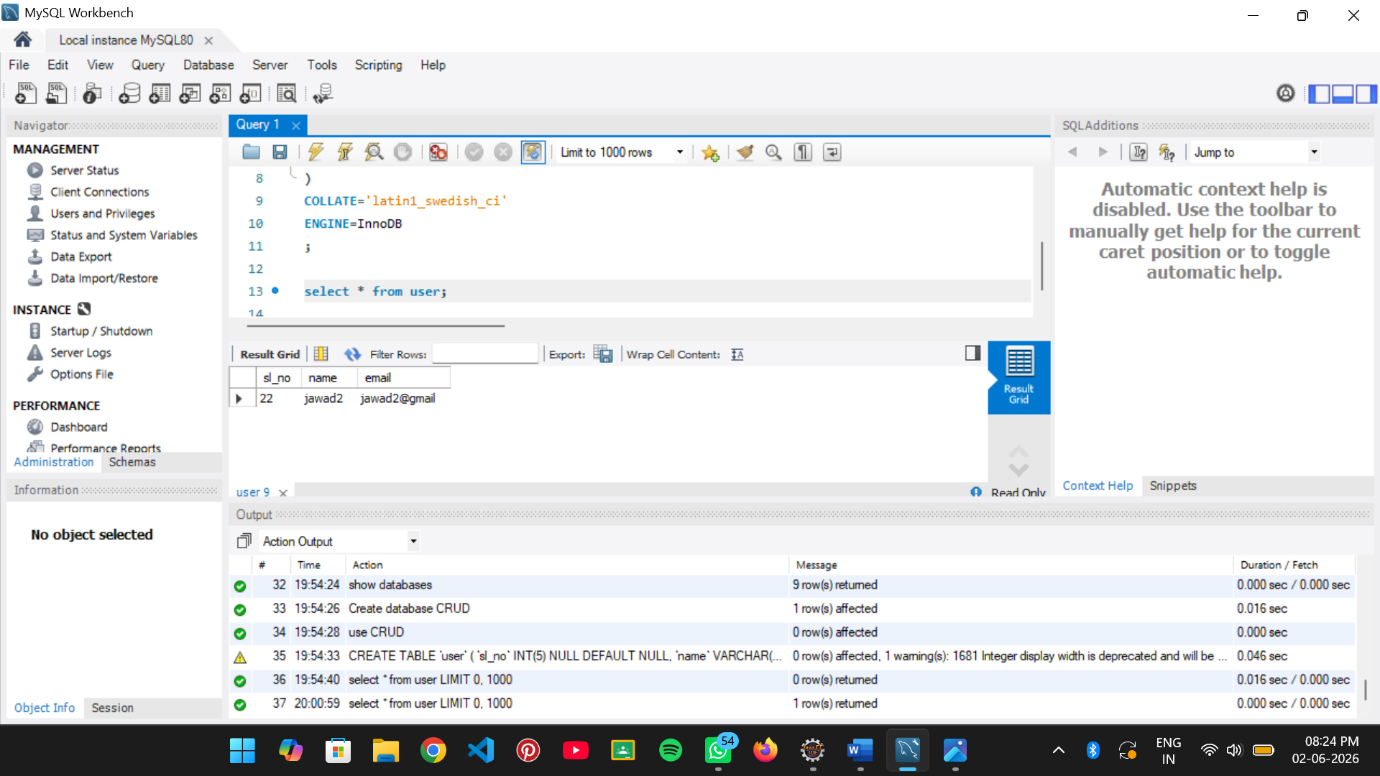 MySQL Workbench
Local instance MySQL80
File Edit View Query Database Server Tools Scripting Help
Navigator
MANAGEMENT
Server Status
Client Connections
Users and Privileges
Status and System Variables
Data Export
Data Import/Restore
INSTANCE
Startup / Shutdown
Server Logs
Options File
PERFORMANCE
Dashboard
Performance Reports
Administration Schemas
Information
No object selected
Object Info Session
Query 1
Limit to 1000 rows
8 )
9 COLLATE='latin1_swedish_ci'
10 ENGINE=InnoDB
11 ;
12
13 select * from user;
14
Result Grid Filter Rows: Export: Wrap Cell Content:
sl_no name email
22 jawad2 jawad2@gmail
Result
Grid
user 9 Read Only
SQLAdditions
Jump to
Automatic context help is
disabled. Use the toolbar to
manually get help for the current
caret position or to toggle
automatic help.
Context Help Snippets
Output
Action Output
# Time Action Message Duration / Fetch
32 19:54:24 show databases 9 row(s) returned 0.000 sec / 0.000 sec
33 19:54:26 Create database CRUD 1 row(s) affected 0.016 sec
34 19:54:28 use CRUD 0 row(s) affected 0.000 sec
35 19:54:33 CREATE TABLE `user` ( `sl_no` INT(5) NULL DEFAULT NULL, `name` VARCHAR(... 0 row(s) affected, 1 warning(s): 1681 Integer display width is deprecated and will be ... 0.046 sec
36 19:54:40 select * from user LIMIT 0, 1000 0 row(s) returned 0.016 sec / 0.000 sec
37 20:00:59 select * from user LIMIT 0, 1000 1 row(s) returned 0.000 sec / 0.000 sec
54
ENG
IN
08:24 PM
02-06-2026